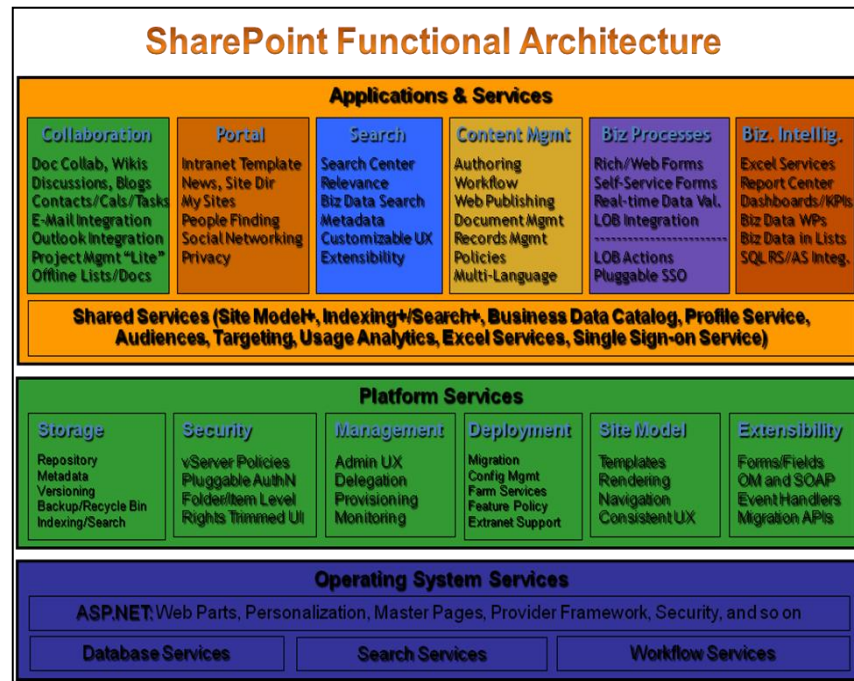 SharePoint Functional Architecture
Applications & Services
Collaboration
Doc Collab, Wikis
Discussions, Blogs
Contacts/Cals/Tasks
E-Mail Integration
Outlook Integration
Project Mgmt “Lite”
Offline Lists/Docs
Portal
Intranet Template
News, Site Dir
My Sites
People Finding
Social Networking
Privacy
Search
Search Center
Relevance
Biz Data Search
Metadata
Customizable UX
Extensibility
Content Mgmt
Authoring
Workflow
Web Publishing
Document Mgmt
Records Mgmt
Policies
Multi-Language
Biz Processes
Rich/Web Forms
Self-Service Forms
Real-time Data Val.
LOB Integration
------------------------
LOB Actions
Pluggable SSO
Biz. Intellig.
Excel Services
Report Center
Dashboards/KPIs
Biz Data WPs
Biz Data in Lists
SQL RS/AS Integ.
Shared Services (Site Model+, Indexing+/Search+, Business Data Catalog, Profile Service,
Audiences, Targeting, Usage Analytics, Excel Services, Single Sign-on Service)
Platform Services
Storage
Repository
Metadata
Versioning
Backup/Recycle Bin
Indexing/Search
Security
vServer Policies
Pluggable AuthN
Folder/Item Level
Rights Trimmed UI
Management
Admin UX
Delegation
Provisioning
Monitoring
Deployment
Migration
Config Mgmt
Farm Services
Feature Policy
Extranet Support
Site Model
Templates
Rendering
Navigation
Consistent UX
Extensibility
Forms/Fields
OM and SOAP
Event Handlers
Migration APIs
Operating System Services
ASP.NET: Web Parts, Personalization, Master Pages, Provider Framework, Security, and so on
Database Services
Search Services
Workflow Services